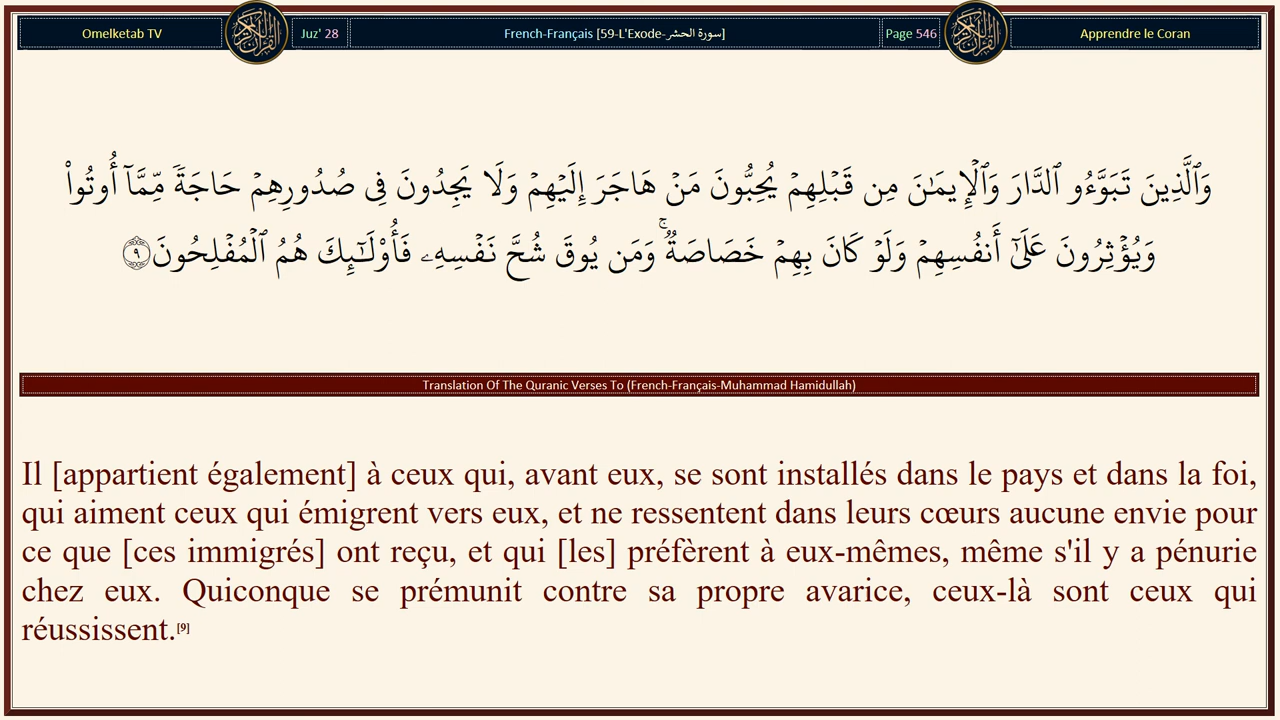 Omelketab TV
Juz' 28
French-Français [59-L'Exode-سورة الحشر]
Page 546
Apprendre le Coran
وَٱلَّذِينَ تَبَوَّءُو ٱلدَّارَ وَٱلْإِيمَٰنَ مِن قَبْلِهِمْ يُحِبُّونَ مَنْ هَاجَرَ إِلَيْهِمْ وَلَا يَجِدُونَ فِى صُدُورِهِمْ حَاجَةً مِّمَّآ أُوتُوا۟
وَيُؤْثِرُونَ عَلَىٰٓ أَنفُسِهِمْ وَلَوْ كَانَ بِهِمْ خَصَاصَةٌ ۚ وَمَن يُوقَ شُحَّ نَفْسِهِۦ فَأُو۟لَٰٓئِكَ هُمُ ٱلْمُفْلِحُونَ ٩
Translation Of The Quranic Verses To (French-Français-Muhammad Hamidullah)
Il [appartient également] à ceux qui, avant eux, se sont installés dans le pays et dans la foi,
qui aiment ceux qui émigrent vers eux, et ne ressentent dans leurs cœurs aucune envie pour
ce que [ces immigrés] ont reçu, et qui [les] préfèrent à eux-mêmes, même s'il y a pénurie
chez eux. Quiconque se prémunit contre sa propre avarice, ceux-là sont ceux qui
réussissent.[9]